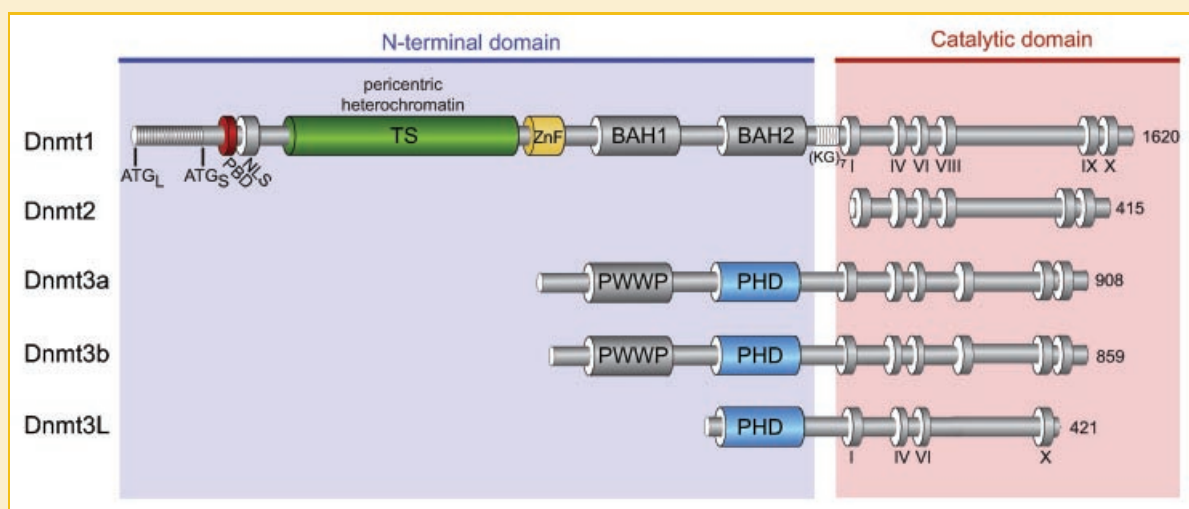 N-terminal domain
Catalytic domain
pericentric
heterochromatin
Dnmt1
TS
ZnF
BAH1
BAH2
1620
ATGL
ATGS
PBD
NLS
(KG)7
I
IV
VI
VIII
IX
X
Dnmt2
415
Dnmt3a
PWWP
PHD
908
Dnmt3b
PWWP
PHD
859
Dnmt3L
PHD
421
I
IV
VI
X